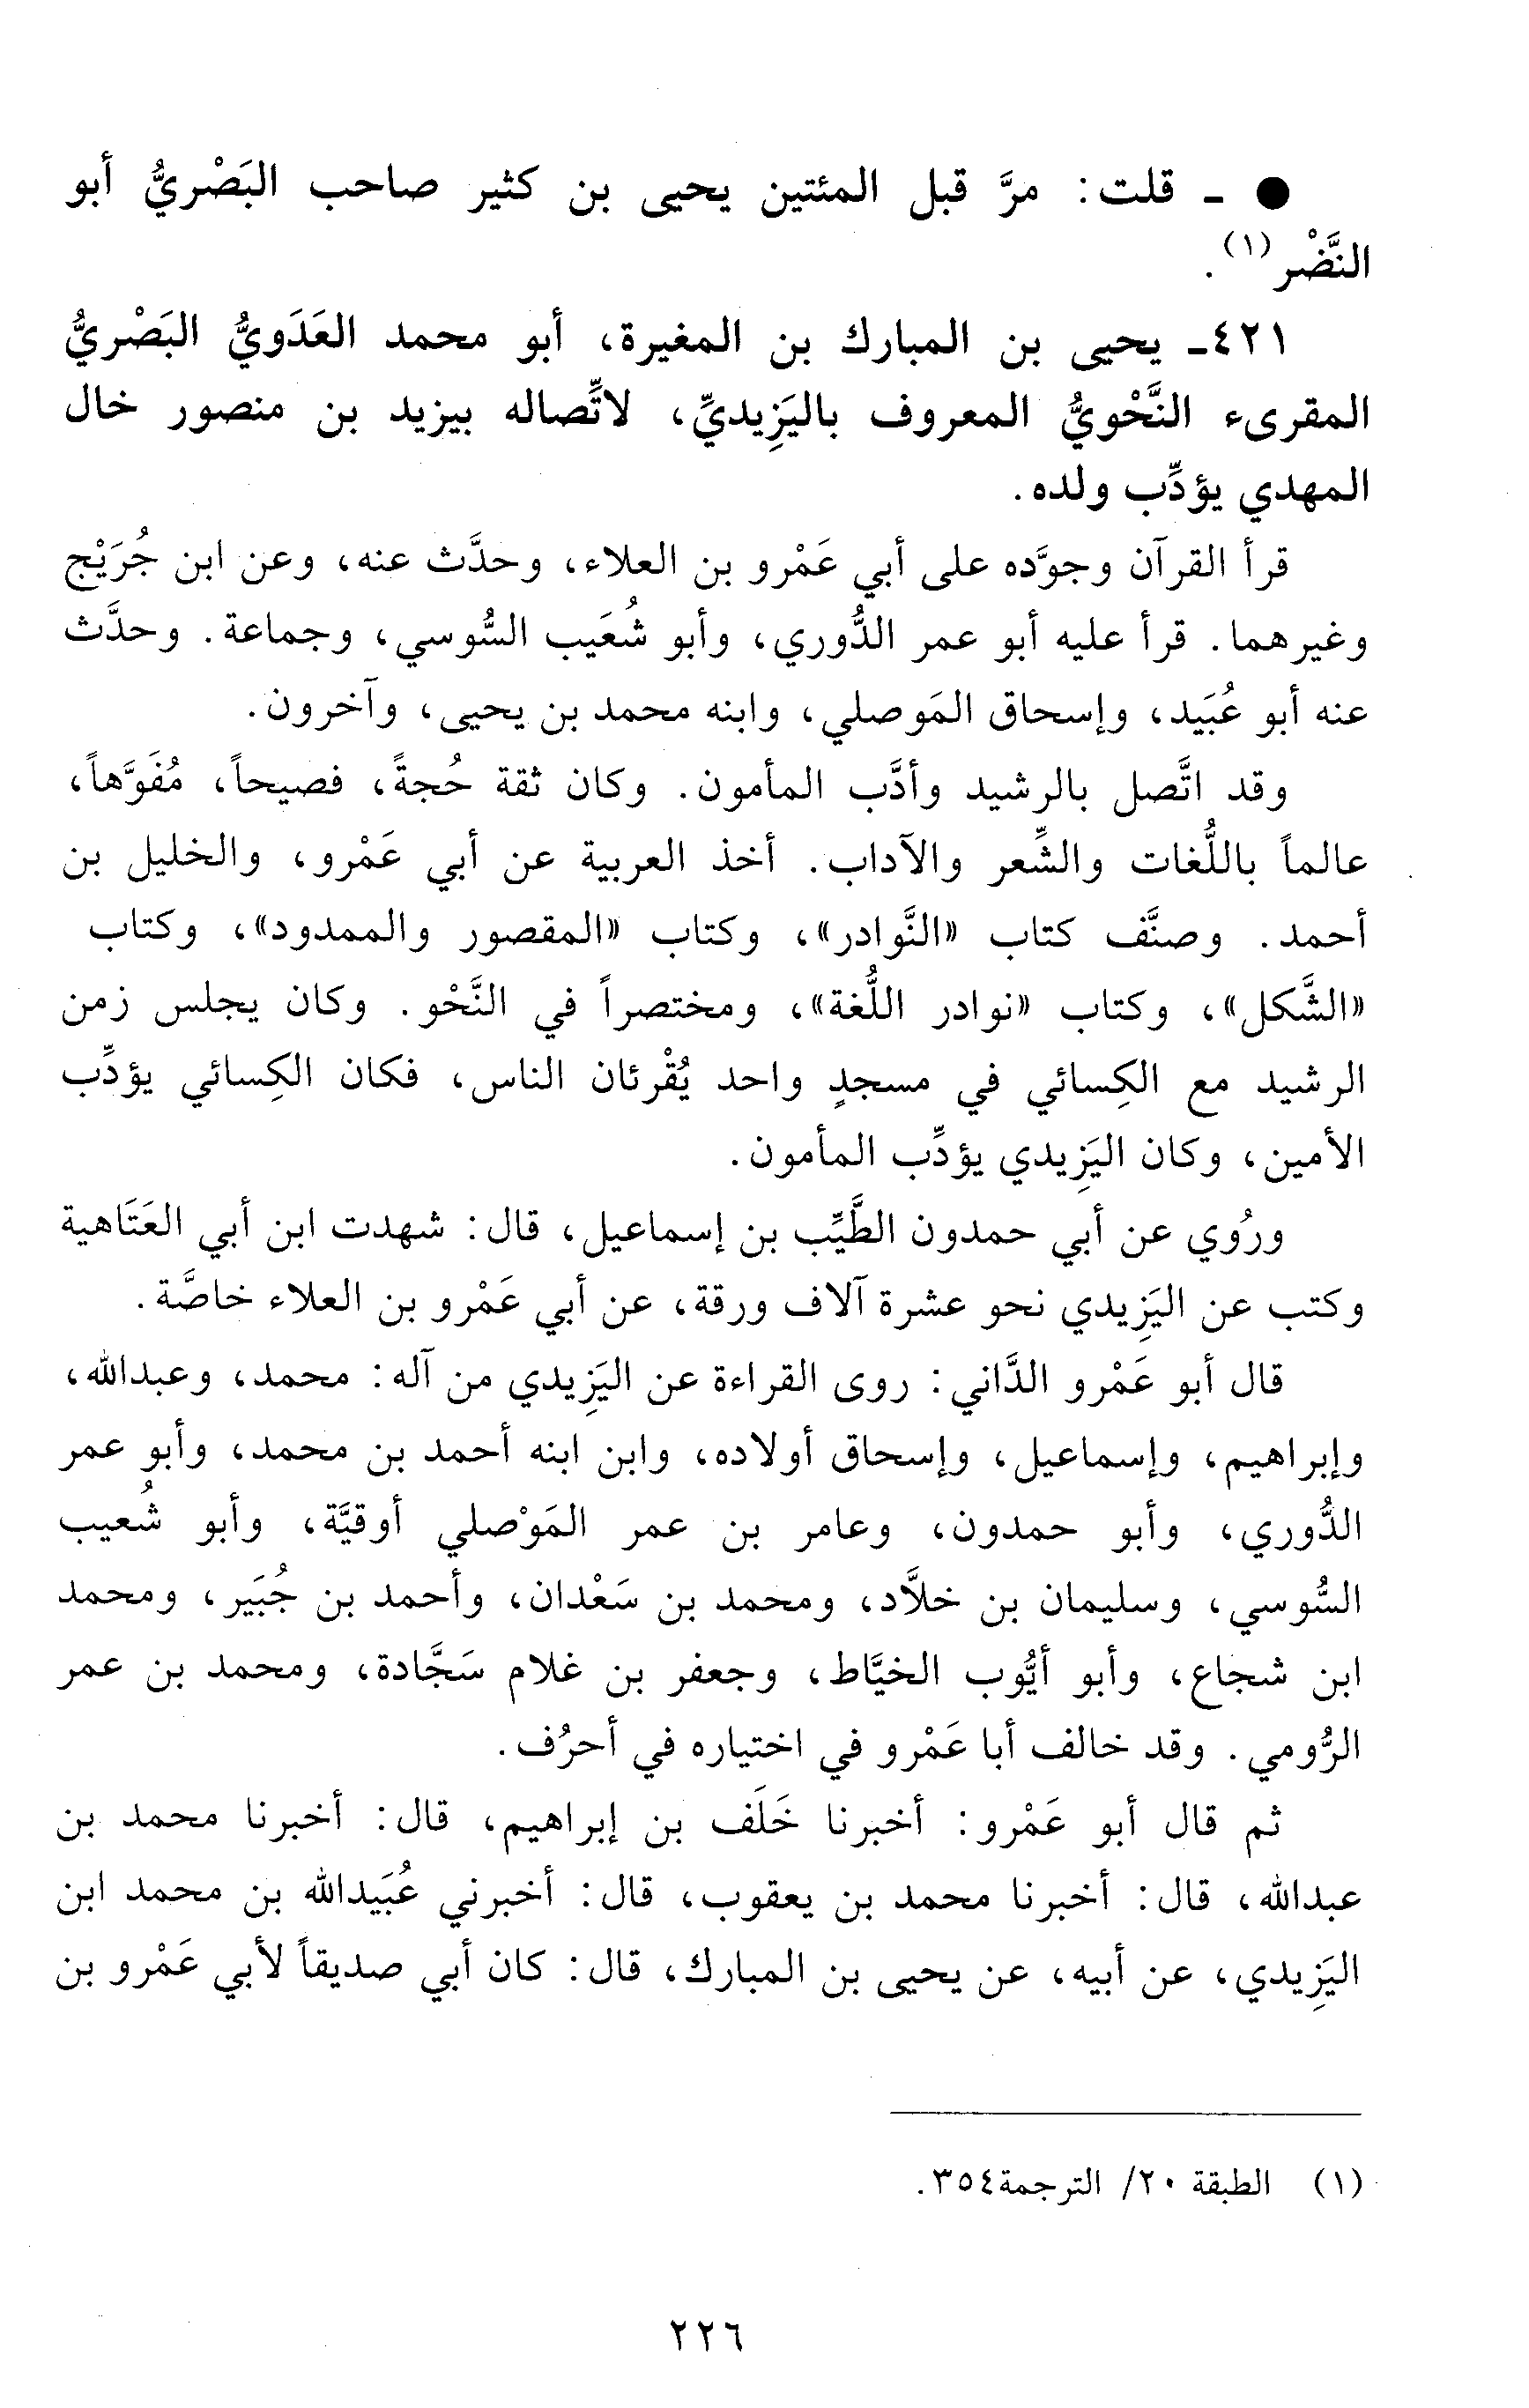 ● ـ قلت: مرَّ قبل المئتين يحيى بن كثير صاحب البَصْريُّ أبو
النَّضْر(١).
٤٢١ـ يحيى بن المبارك بن المغيرة، أبو محمد العَدَويُّ البَصْريُّ
المقرىء النَّحْويُّ المعروف باليَزِيديِّ، لاتِّصاله بيزيد بن منصور خال
المهدي يؤدِّب ولده.
قرأ القرآن وجوَّده على أبي عَمْرو بن العلاء، وحدَّث عنه، وعن ابن جُرَيْج
وغيرهما. قرأ عليه أبو عمر الدُّوري، وأبو شُعَيب السُّوسي، وجماعة. وحدَّث
عنه أبو عُبَيد، وإسحاق المَوصلي، وابنه محمد بن يحيى، وآخرون.
وقد اتَّصل بالرشيد وأدَّب المأمون. وكان ثقة حُجةً، فصيحاً، مُفَوَّهاً،
عالماً باللُّغات والشِّعر والآداب. أخذ العربية عن أبي عَمْرو، والخليل بن
أحمد. وصنَّف كتاب «النَّوادر»، وكتاب «المقصور والممدود»، وكتاب
«الشَّكل»، وكتاب «نوادر اللُّغة»، ومختصراً في النَّحْو. وكان يجلس زمن
الرشيد مع الكِسائي في مسجدٍ واحد يُقْرئان الناس، فكان الكِسائي يؤدِّب
الأمين، وكان اليَزِيدي يؤدِّب المأمون.
ورُوي عن أبي حمدون الطَّيِّب بن إسماعيل، قال: شهدت ابن أبي العَتَاهية
وكتب عن اليَزِيدي نحو عشرة آلاف ورقة، عن أبي عَمْرو بن العلاء خاصَّة.
قال أبو عَمْرو الدَّاني: روى القراءة عن اليَزِيدي من آله: محمد، وعبدالله،
وإبراهيم، وإسماعيل، وإسحاق أولاده، وابن ابنه أحمد بن محمد، وأبو عمر
الدُّوري، وأبو حمدون، وعامر بن عمر المَوْصلي أوقيَّة، وأبو شُعيب
السُّوسي، وسليمان بن خلاَّد، ومحمد بن سَعْدان، وأحمد بن جُبَير، ومحمد
ابن شجاع، وأبو أيُّوب الخيَّاط، وجعفر بن غلام سَجَّادة، ومحمد بن عمر
الرُّومي. وقد خالف أبا عَمْرو في اختياره في أحرُف.
ثم قال أبو عَمْرو: أخبرنا خَلَف بن إبراهيم، قال: أخبرنا محمد بن
عبدالله، قال: أخبرنا محمد بن يعقوب، قال: أخبرني عُبَيدالله بن محمد ابن
اليَزِيدي، عن أبيه، عن يحيى بن المبارك، قال: كان أبي صديقاً لأبي عَمْرو بن
(١) الطبقة ٢٠/ الترجمة٣٥٤.
٢٢٦